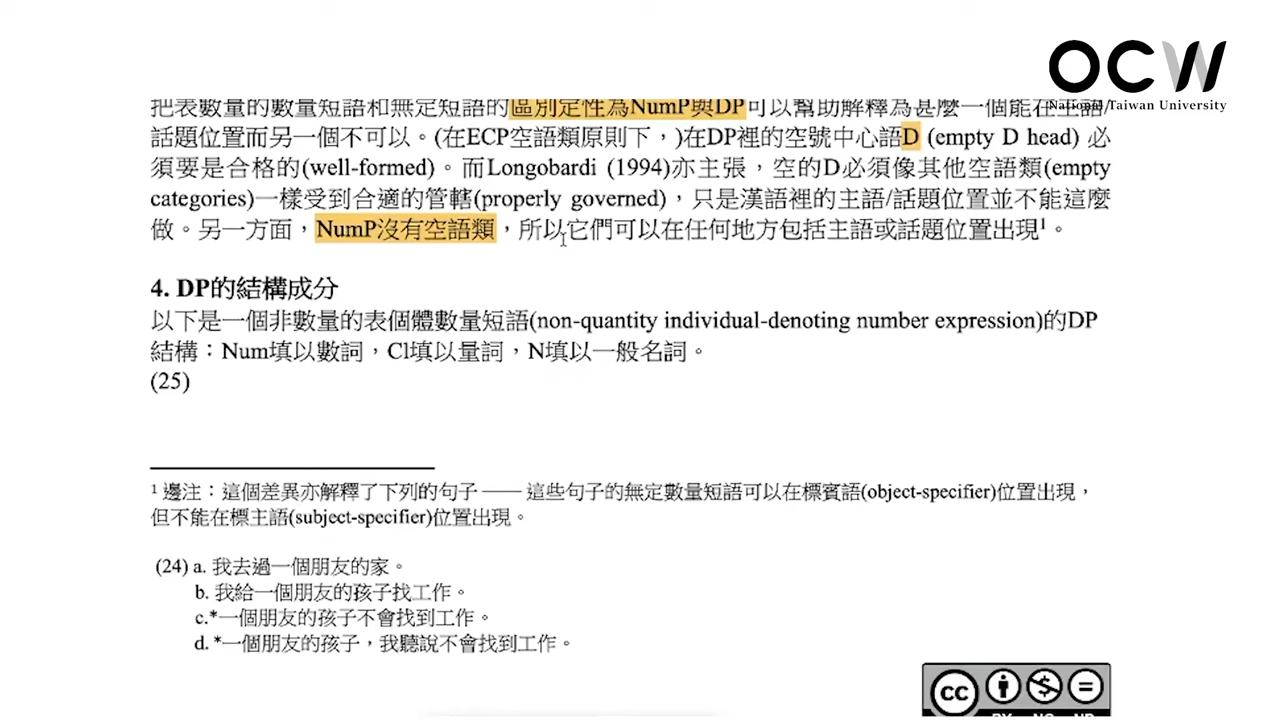 OCW
National Taiwan University
把表數量的數量短語和無定短語的區別定性為NumP與DP可以幫助解釋為甚麼一個能在主語/
話題位置而另一個不可以。(在ECP空語類原則下，)在DP裡的空號中心語D (empty D head) 必
須要是合格的(well-formed)。而Longobardi (1994)亦主張，空的D必須像其他空語類(empty
categories)一樣受到合適的管轄(properly governed)，只是漢語裡的主語/話題位置並不能這麼
做。另一方面，NumP沒有空語類，所以它們可以在任何地方包括主語或話題位置出現¹。
4. DP的結構成分
以下是一個非數量的表個體數量短語(non-quantity individual-denoting number expression)的DP
結構：Num填以數詞，Cl填以量詞，N填以一般名詞。
(25)
¹ 邊注：這個差異亦解釋了下列的句子 —— 這些句子的無定數量短語可以在標賓語(object-specifier)位置出現，
但不能在標主語(subject-specifier)位置出現。
(24) a. 我去過一個朋友的家。
b. 我給一個朋友的孩子找工作。
c.*一個朋友的孩子不會找到工作。
d. *一個朋友的孩子，我聽說不會找到工作。
cc
BY NC ND